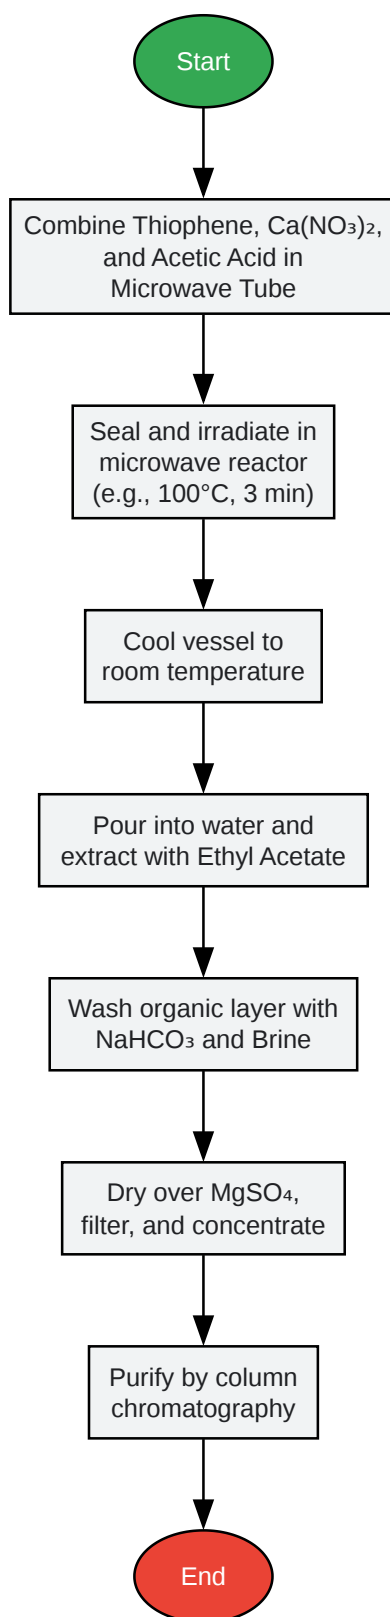 Start
Combine Thiophene, Ca(NO₃)₂,
and Acetic Acid in
Microwave Tube
Seal and irradiate in
microwave reactor
(e.g., 100°C, 3 min)
Cool vessel to
room temperature
Pour into water and
extract with Ethyl Acetate
Wash organic layer with
NaHCO₃ and Brine
Dry over MgSO₄,
filter, and concentrate
Purify by column
chromatography
End